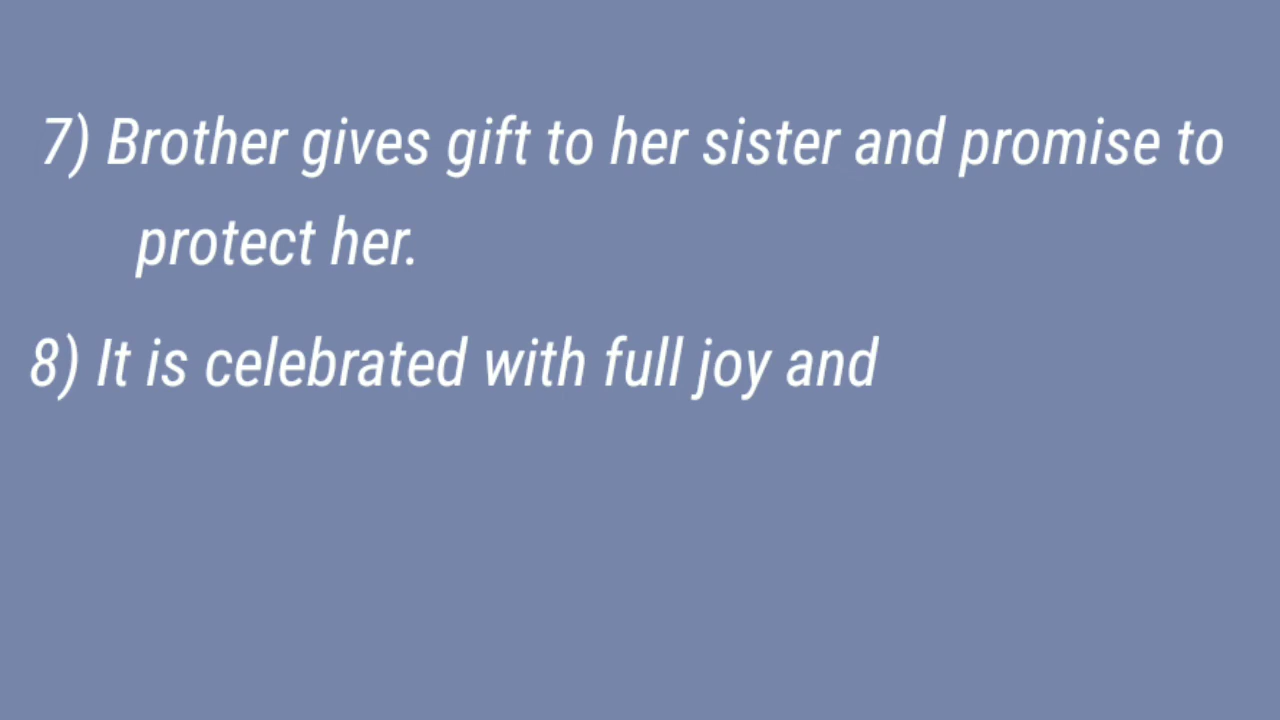 7) Brother gives gift to her sister and promise to
protect her.
8) It is celebrated with full joy and